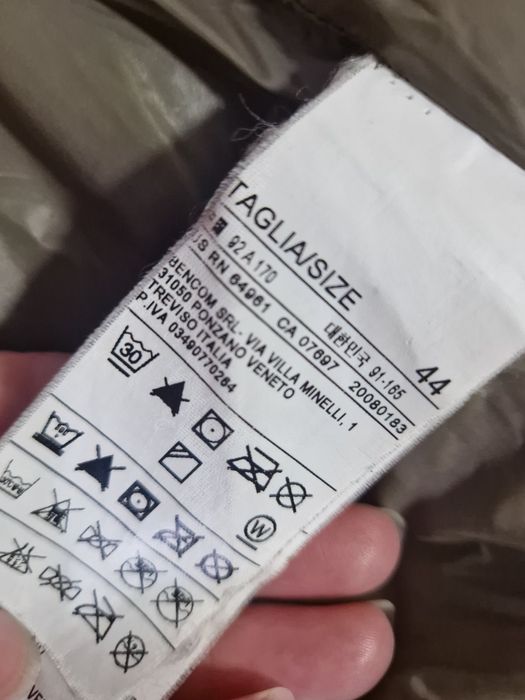 TAGLIA/SIZE 44
92.A 170 대한민국 91-165
US RN 64961 CA 07697 20080183
BENCOM SRL. VIA VILLA MINELLI, 1
31050 PONZANO VENETO
TREVISO ITALIA
P.IVA 03490770264
30
W